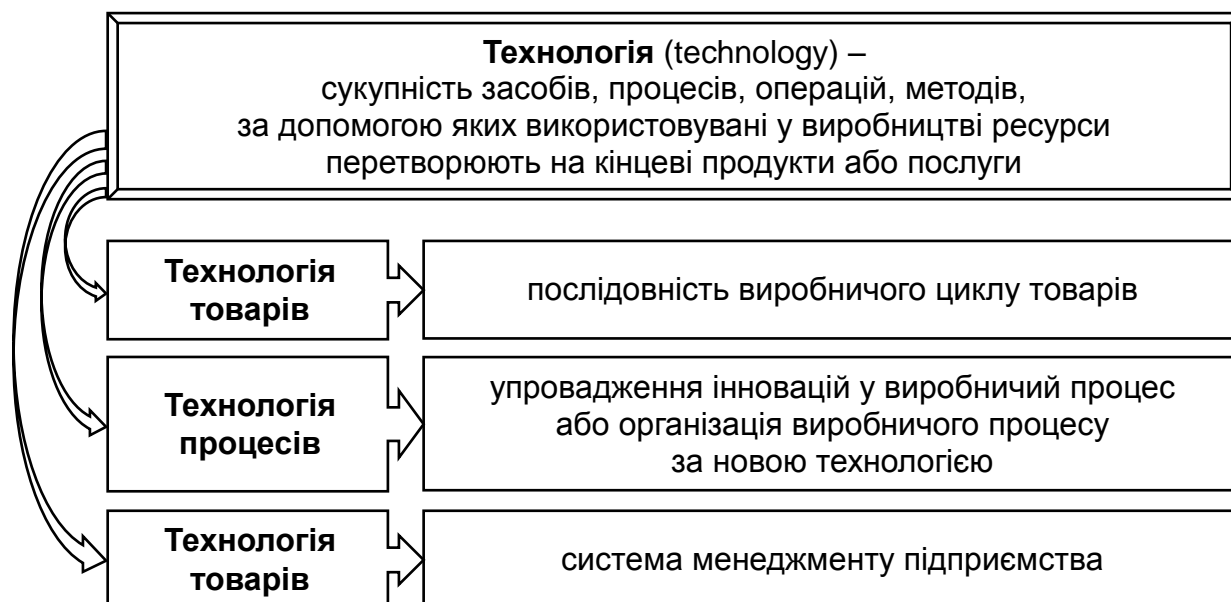 Технологія (technology) –
сукупність засобів, процесів, операцій, методів,
за допомогою яких використовувані у виробництві ресурси
перетворюють на кінцеві продукти або послуги
Технологія
товарів
послідовність виробничого циклу товарів
Технологія
процесів
упровадження інновацій у виробничий процес
або організація виробничого процесу
за новою технологією
Технологія
товарів
система менеджменту підприємства